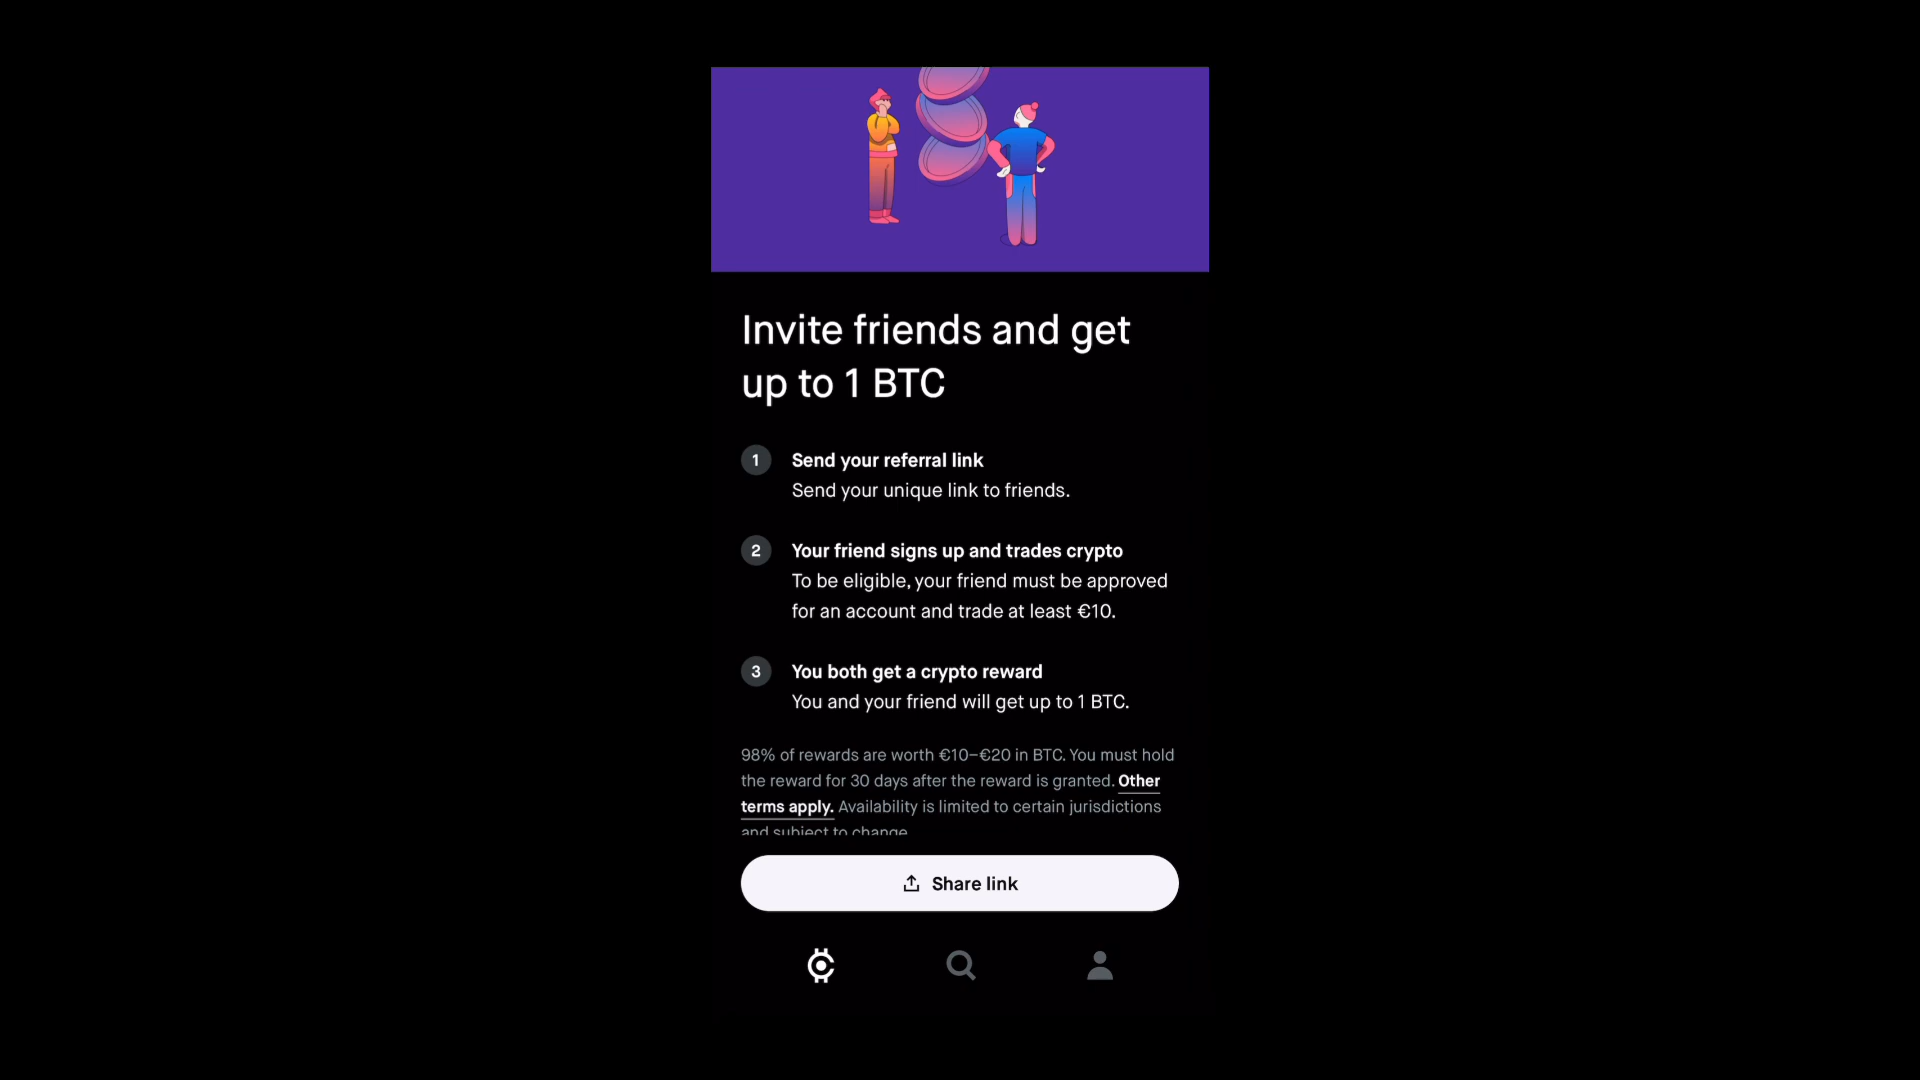 Invite friends and get
up to 1 BTC
1
Send your referral link
Send your unique link to friends.
2
Your friend signs up and trades crypto
To be eligible, your friend must be approved
for an account and trade at least €10.
3
You both get a crypto reward
You and your friend will get up to 1 BTC.
98% of rewards are worth €10–€20 in BTC. You must hold
the reward for 30 days after the reward is granted. Other
terms apply. Availability is limited to certain jurisdictions
and subject to change
Share link